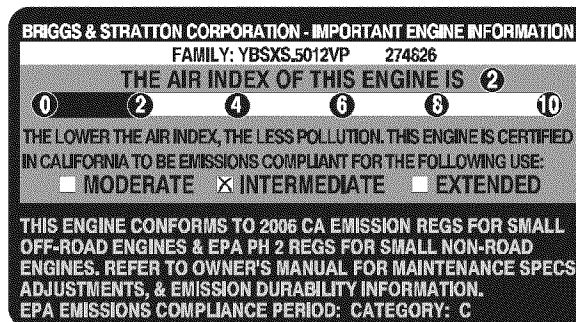 BRIGGS & STRATTON CORPORATION - IMPORTANT ENGINE INFORMATION
FAMILY: YBSXS.5012VP 274826
THE AIR INDEX OF THIS ENGINE IS 2
0 2 4 6 8 10
THE LOWER THE AIR INDEX, THE LESS POLLUTION. THIS ENGINE IS CERTIFIED
IN CALIFORNIA TO BE EMISSIONS COMPLIANT FOR THE FOLLOWING USE:
MODERATE INTERMEDIATE EXTENDED
THIS ENGINE CONFORMS TO 2006 CA EMISSION REGS FOR SMALL
OFF-ROAD ENGINES & EPA PH 2 REGS FOR SMALL NON-ROAD
ENGINES. REFER TO OWNER'S MANUAL FOR MAINTENANCE SPECS
ADJUSTMENTS, & EMISSION DURABILITY INFORMATION.
EPA EMISSIONS COMPLIANCE PERIOD: CATEGORY: C